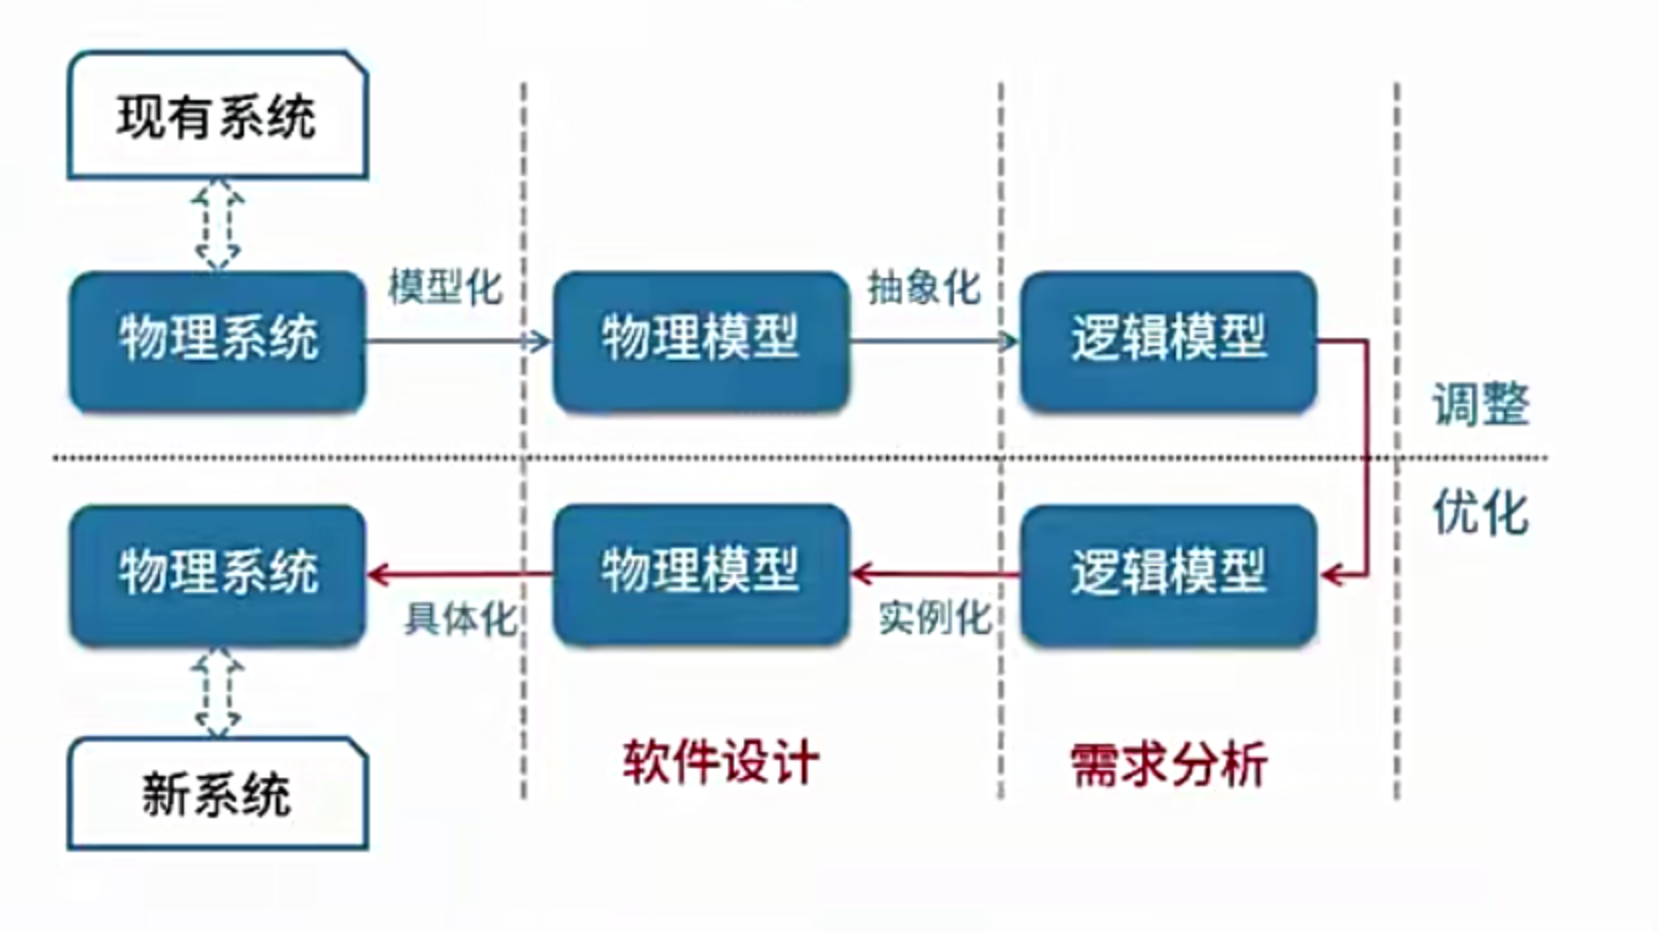 现有系统
模型化
抽象化
物理系统
物理模型
逻辑模型
调整
优化
物理系统
物理模型
逻辑模型
具体化
实例化
软件设计
需求分析
新系统